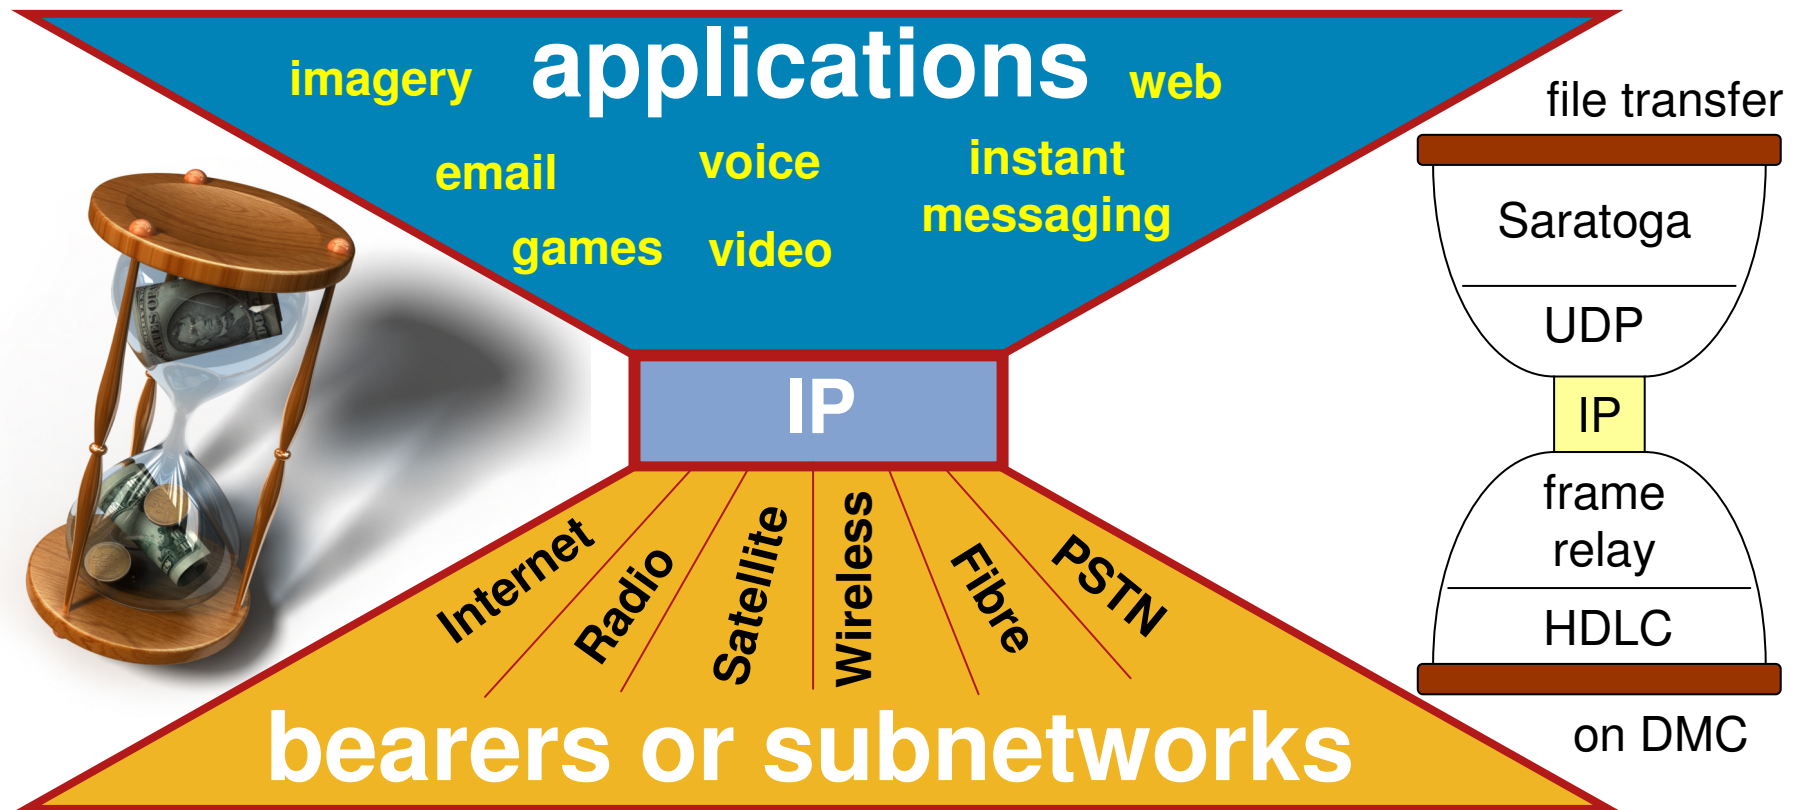 applications
imagery
web
email
voice
instant
messaging
games
video
IP
Internet
Radio
Satellite
Wireless
Fibre
PSTN
bearers or subnetworks
file transfer
Saratoga
UDP
IP
frame
relay
HDLC
on DMC